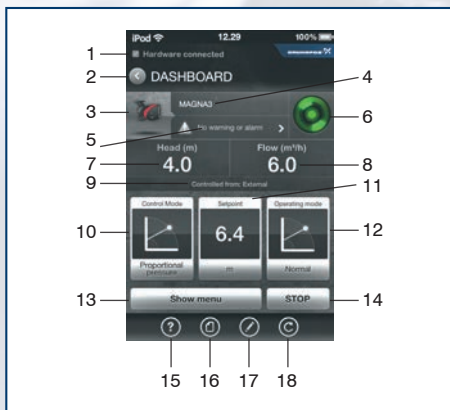 iPod 12.29 100%
1 Hardware connected
2 DASHBOARD
3 MAGNA3 4
5 No warning or alarm 6
Head (m) Flow (m³/h)
7 4.0 6.0 8
9 Controlled from: External 11
Control Mode Setpoint Operating mode
10 6.4 12
Proportional pressure m Normal
13 Show menu STOP 14
15 16 17 18